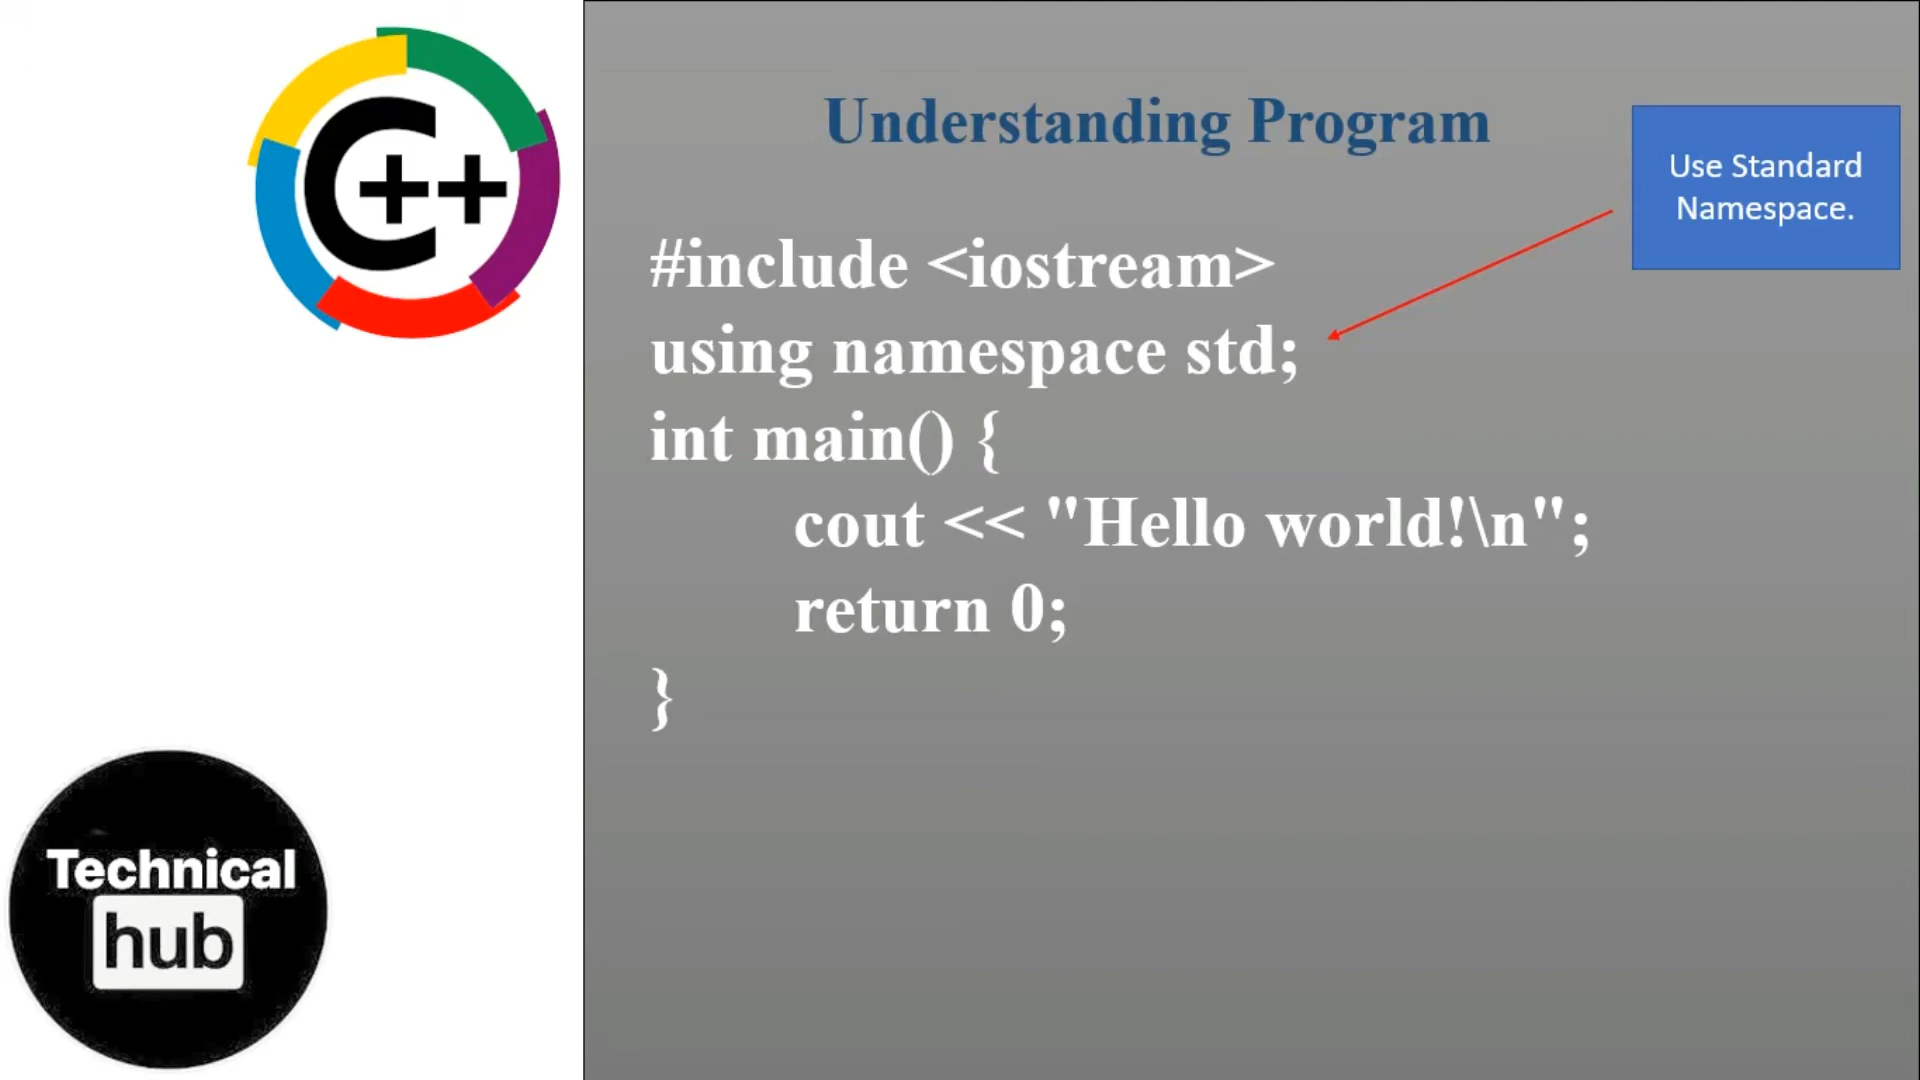 C++
Understanding Program
Use Standard
Namespace.
#include <iostream>
using namespace std;
int main() {
cout << "Hello world!\n";
return 0;
}
Technical
hub